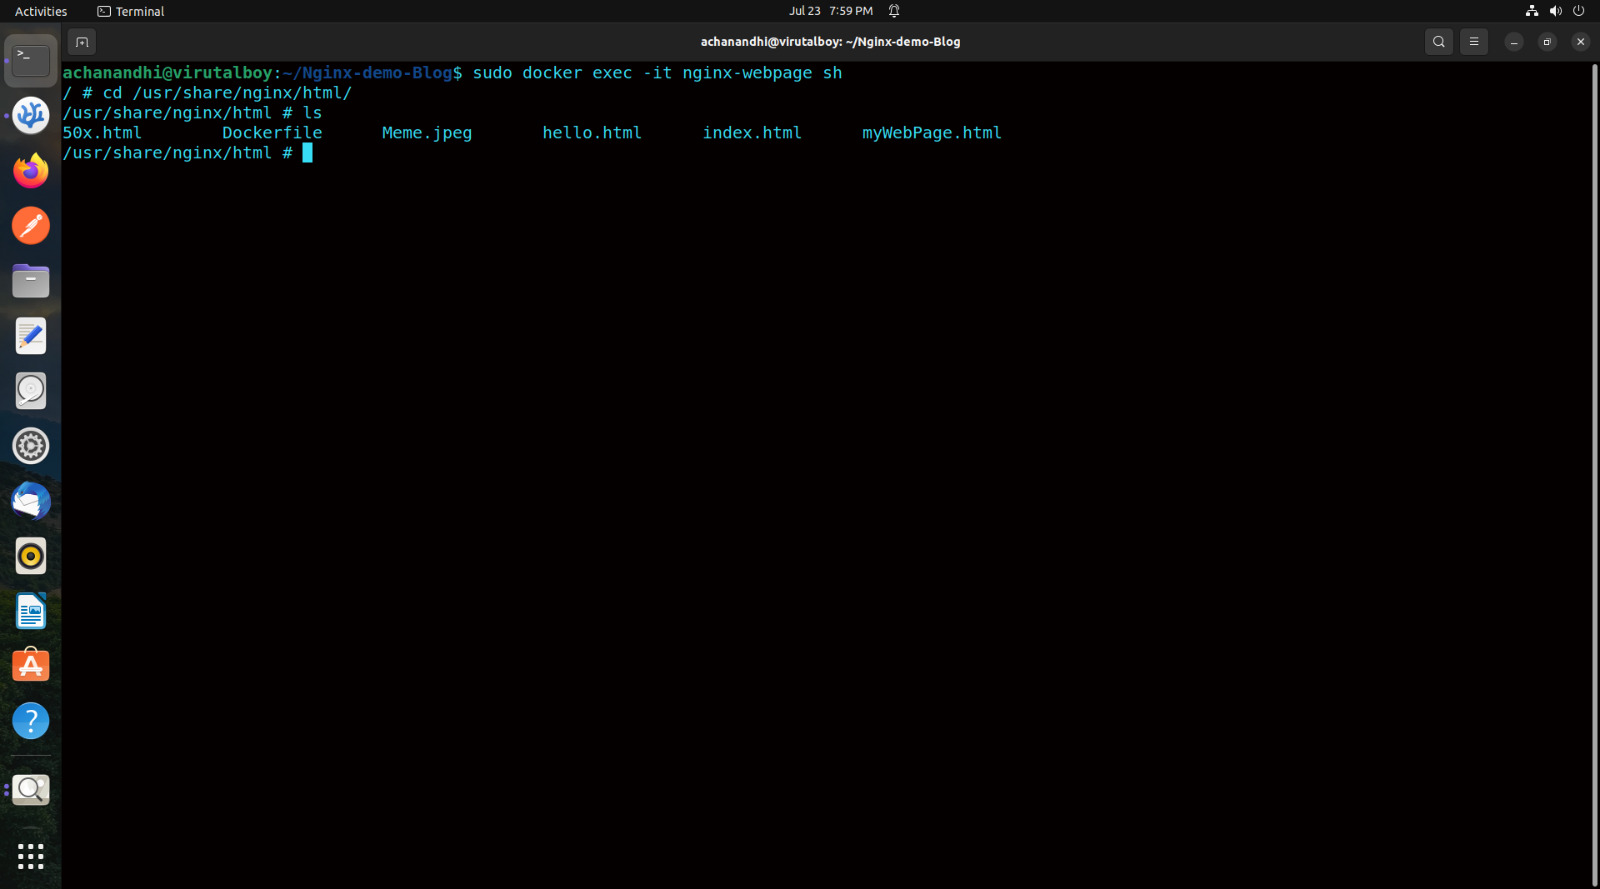 Activities Terminal Jul 23 7:59 PM
achanandhi@virutalboy: ~/Nginx-demo-Blog
achanandhi@virutalboy:~/Nginx-demo-Blog$ sudo docker exec -it nginx-webpage sh
/ # cd /usr/share/nginx/html/
/usr/share/nginx/html # ls
50x.html Dockerfile Meme.jpeg hello.html index.html myWebPage.html
/usr/share/nginx/html #